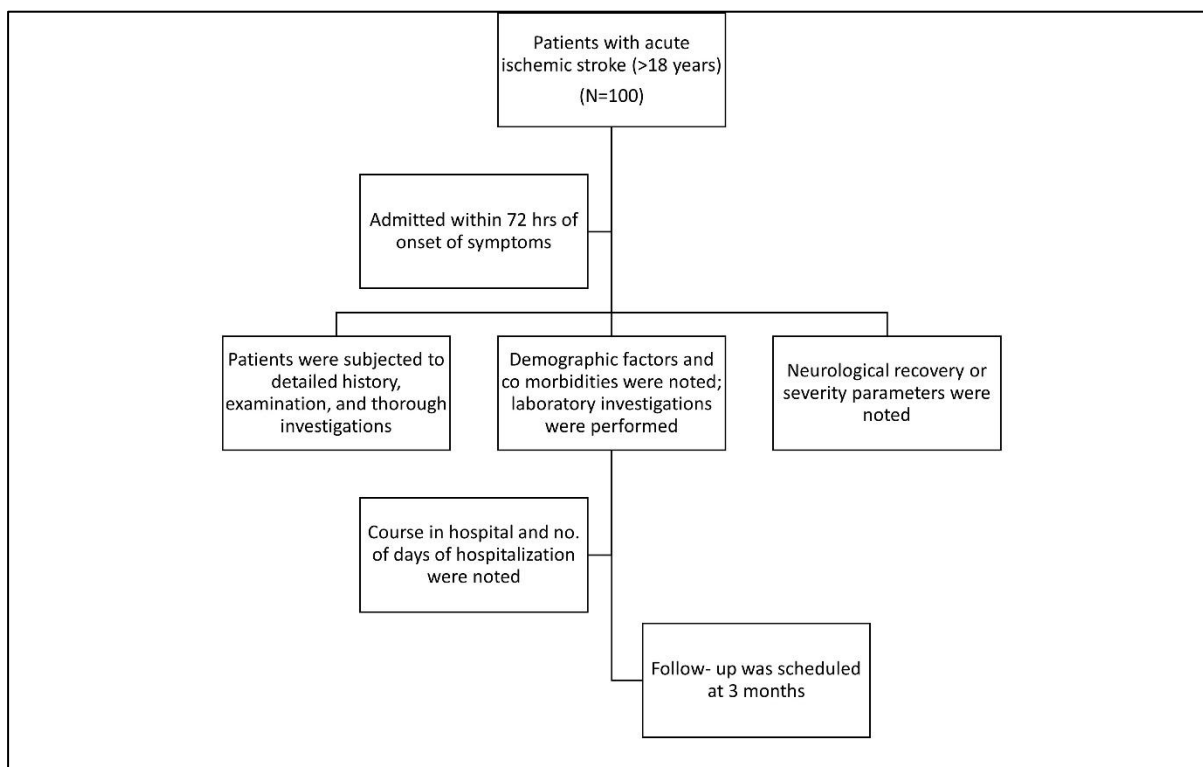 Patients with acute
ischemic stroke (>18 years)
(N=100)
Admitted within 72 hrs of
onset of symptoms
Patients were subjected to
detailed history,
examination, and thorough
investigations
Demographic factors and
co morbidities were noted;
laboratory investigations
were performed
Neurological recovery or
severity parameters were
noted
Course in hospital and no.
of days of hospitalization
were noted
Follow- up was scheduled
at 3 months